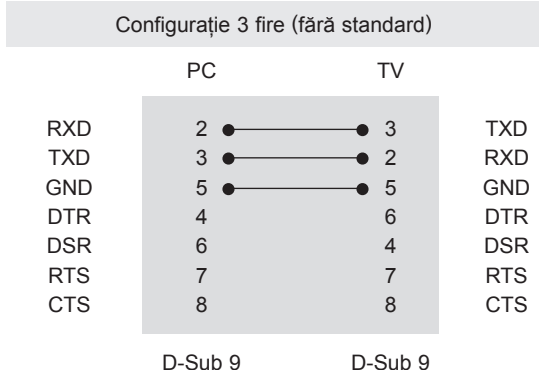 Configurație 3 fire (fără standard)
PC TV
RXD 2 3 TXD
TXD 3 2 RXD
GND 5 5 GND
DTR 4 6 DTR
DSR 6 4 DSR
RTS 7 7 RTS
CTS 8 8 CTS
D-Sub 9 D-Sub 9